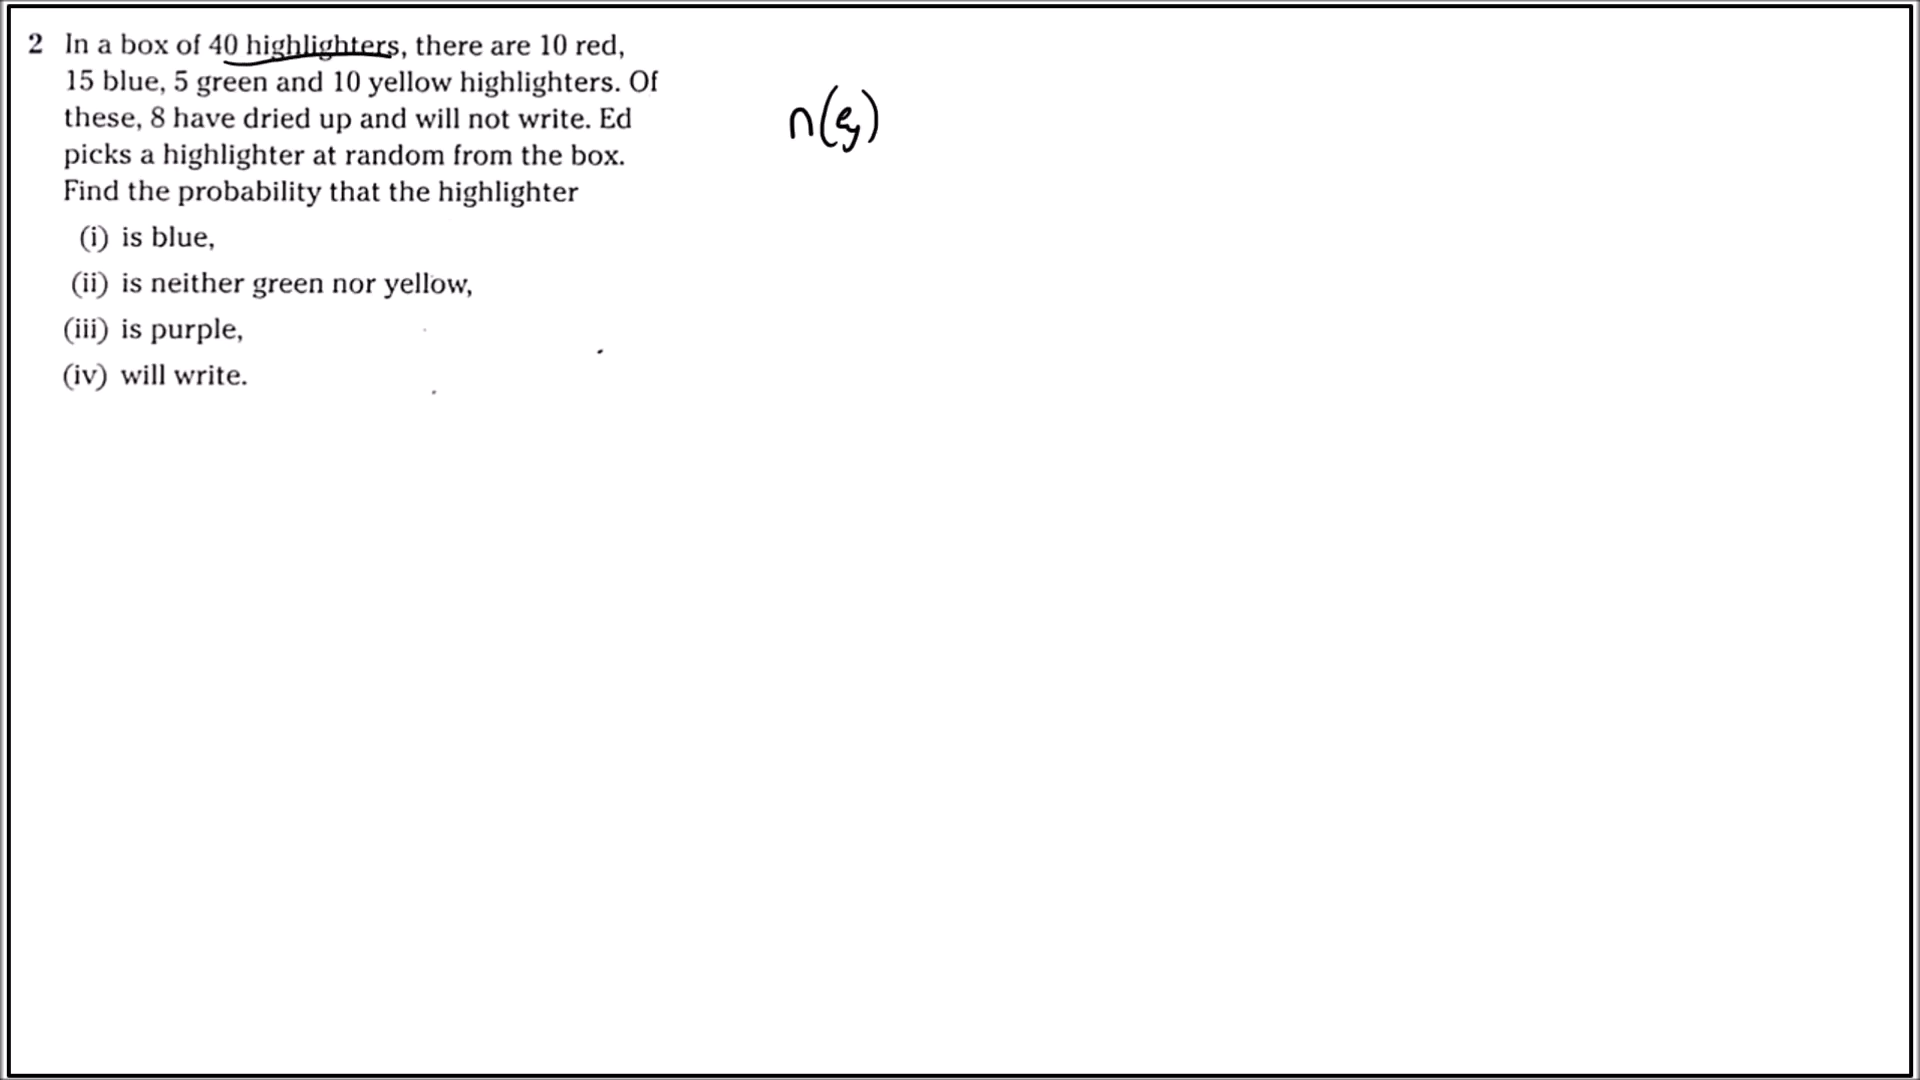 2 In a box of 40 highlighters, there are 10 red,
15 blue, 5 green and 10 yellow highlighters. Of
these, 8 have dried up and will not write. Ed
picks a highlighter at random from the box.
Find the probability that the highlighter
(i) is blue,
(ii) is neither green nor yellow,
(iii) is purple,
(iv) will write.
n(ξ)